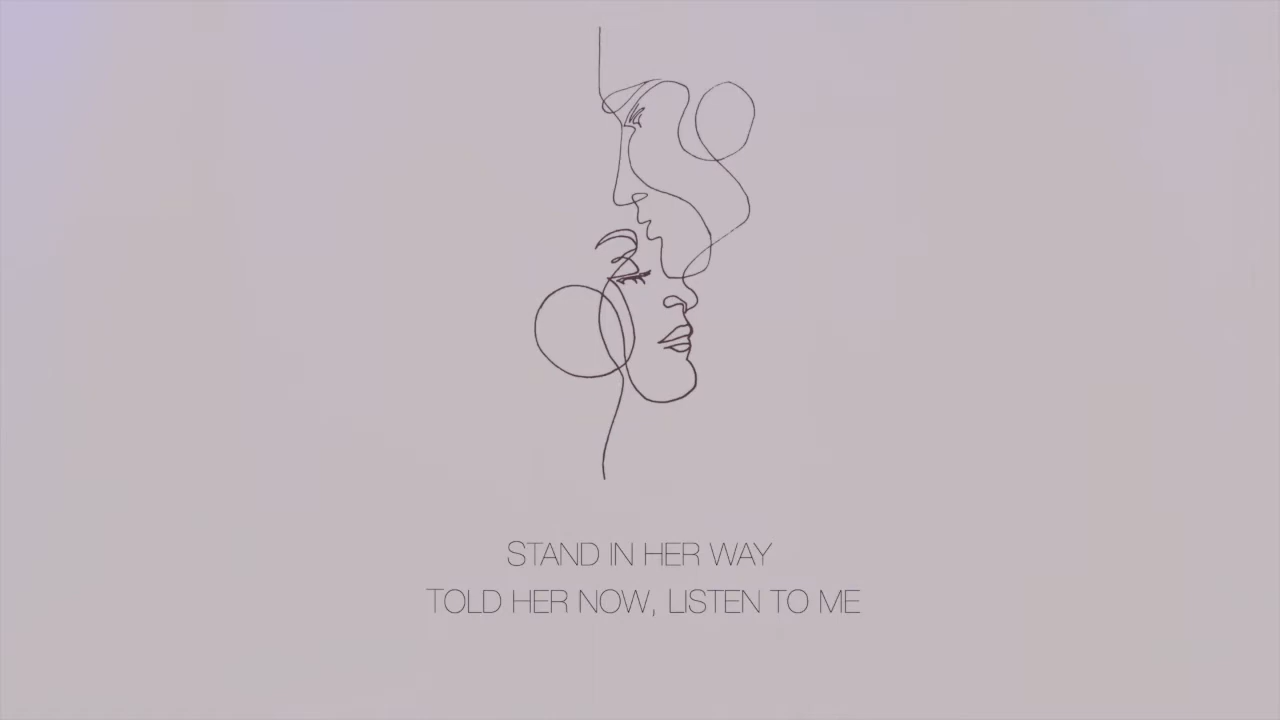 STAND IN HER WAY
TOLD HER NOW, LISTEN TO ME